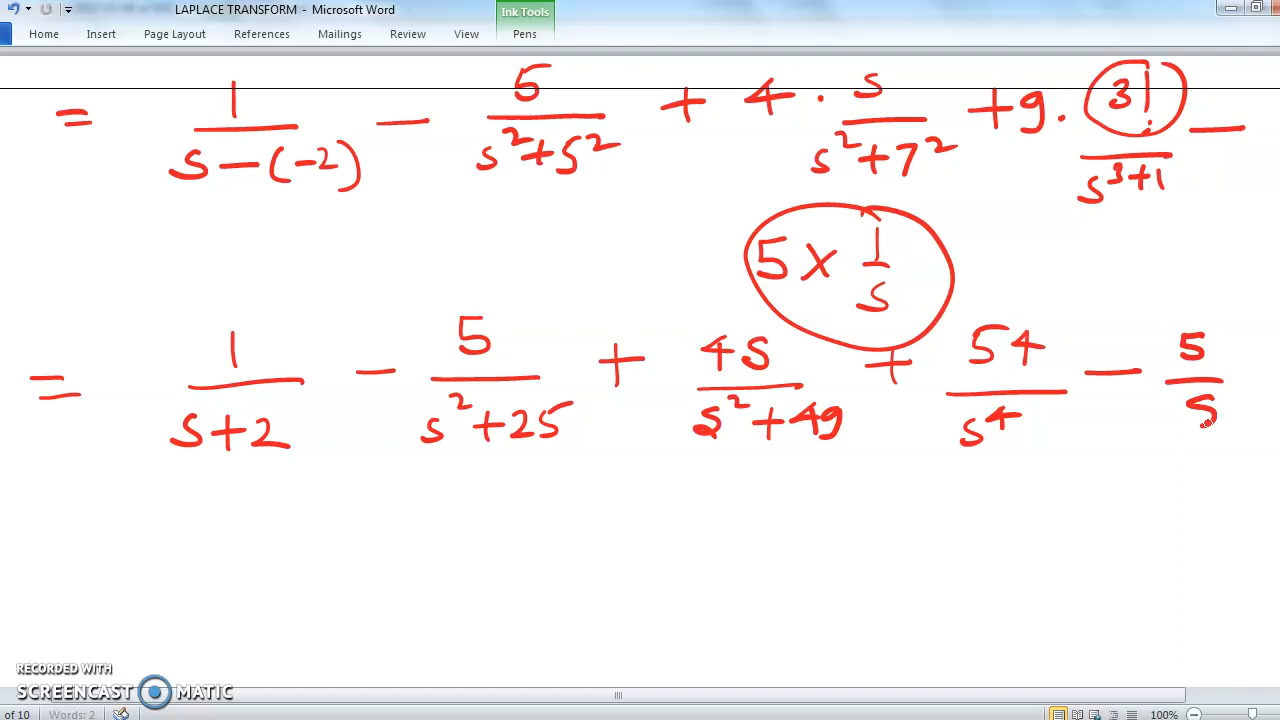 LAPLACE TRANSFORM - Microsoft Word
Ink Tools
Home Insert Page Layout References Mailings Review View Pens
= 1/(s-(-2)) - 5/(s²+5²) + 4 · s/(s²+7²) + 9 · 3!/s³⁺¹ -
5 x 1/s
= 1/(s+2) - 5/(s²+25) + 4s/(s²+49) + 54/s⁴ - 5/s
RECORDED WITH
SCREENCAST MATIC
of 10 Words: 2 100%